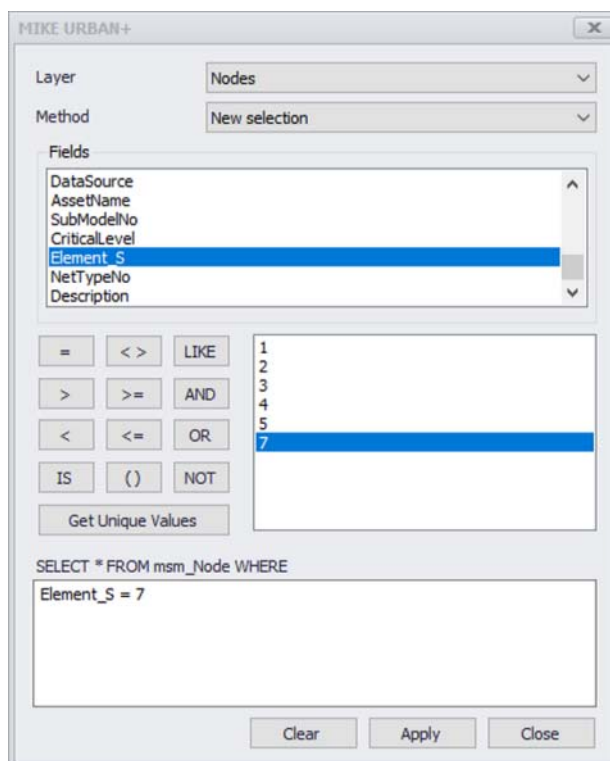 MIKE URBAN+
Layer Nodes
Method New selection
Fields
DataSource
AssetName
SubModelNo
CriticalLevel
Element_S
NetTypeNo
Description
= < > LIKE
> >= AND
< <= OR
IS () NOT
Get Unique Values
1
2
3
4
5
7
SELECT * FROM msm_Node WHERE
Element_S = 7
Clear Apply Close